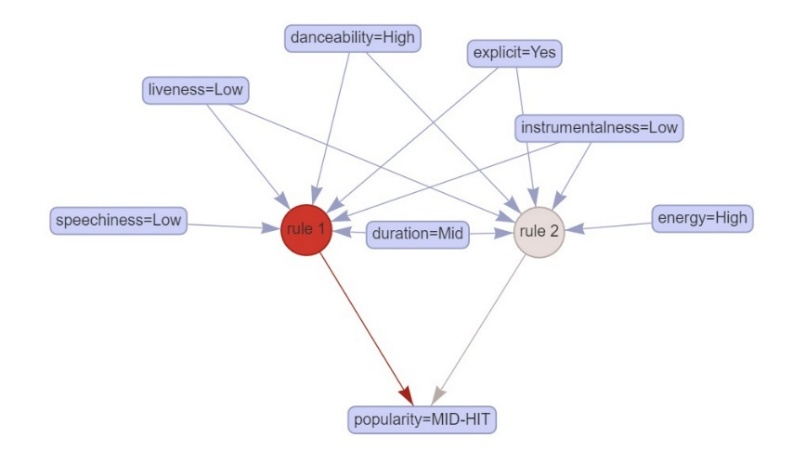 danceability=High
explicit=Yes
liveness=Low
instrumentalness=Low
speechiness=Low
rule 1
duration=Mid
rule 2
energy=High
popularity=MID-HIT